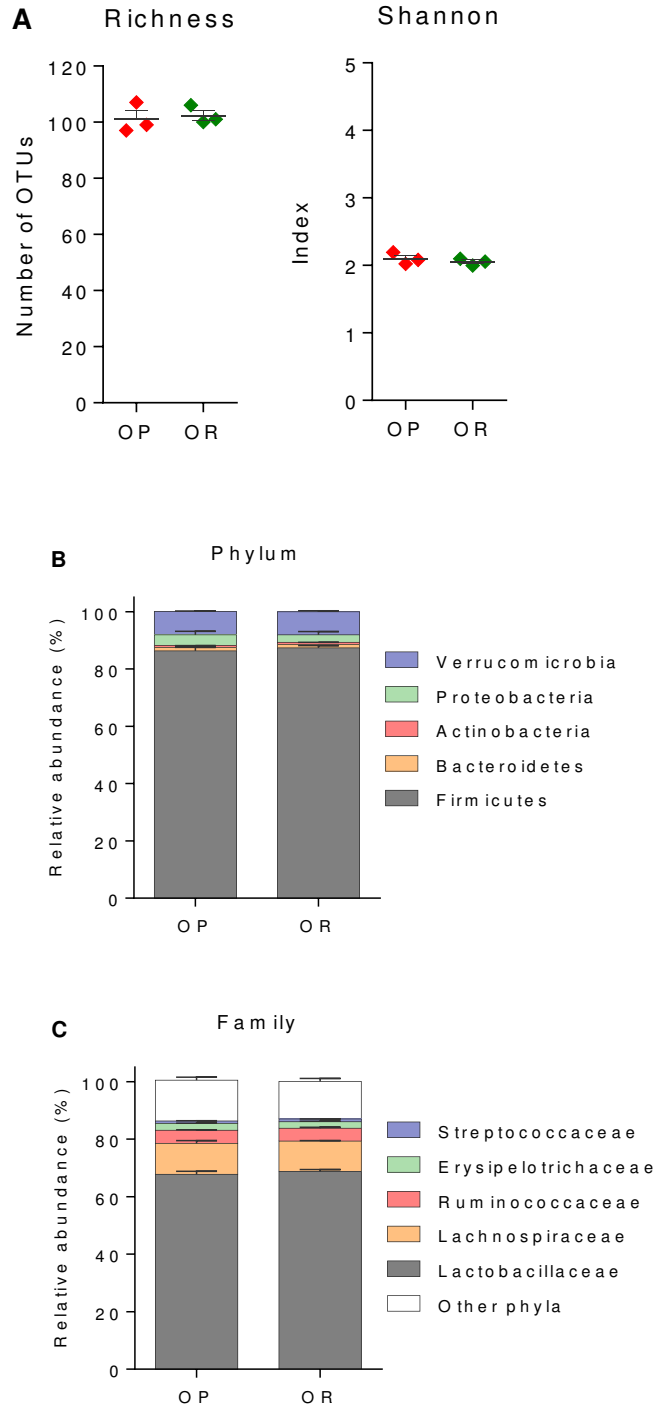 A
Richness
Shannon
Number of OTUs
120
100
80
60
40
20
0
OP OR
Index
5
4
3
2
1
0
OP OR
B
Phylum
Relative abundance (%)
100
80
60
40
20
0
OP OR
Verrucomicrobia
Proteobacteria
Actinobacteria
Bacteroidetes
Firmicutes
C
Family
Relative abundance (%)
100
80
60
40
20
0
OP OR
Streptococcaceae
Erysipelotrichaceae
Ruminococcaceae
Lachnospiraceae
Lactobacillaceae
Other phyla